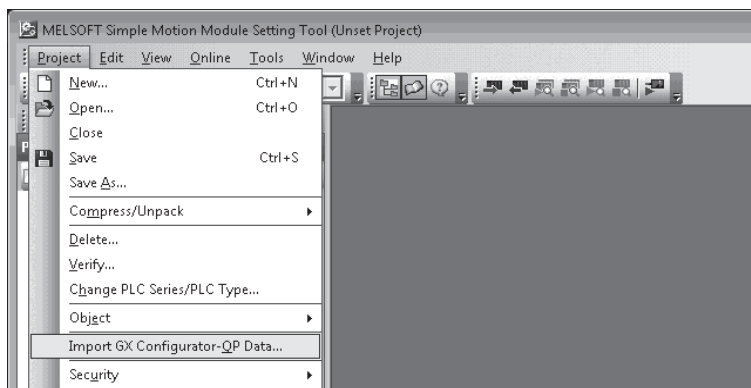 MELSOFT Simple Motion Module Setting Tool (Unset Project)
Project Edit View Online Tools Window Help
New... Ctrl+N
Open... Ctrl+O
Close
Save Ctrl+S
Save As...
Compress/Unpack
Delete...
Verify...
Change PLC Series/PLC Type...
Object
Import GX Configurator-QP Data...
Security